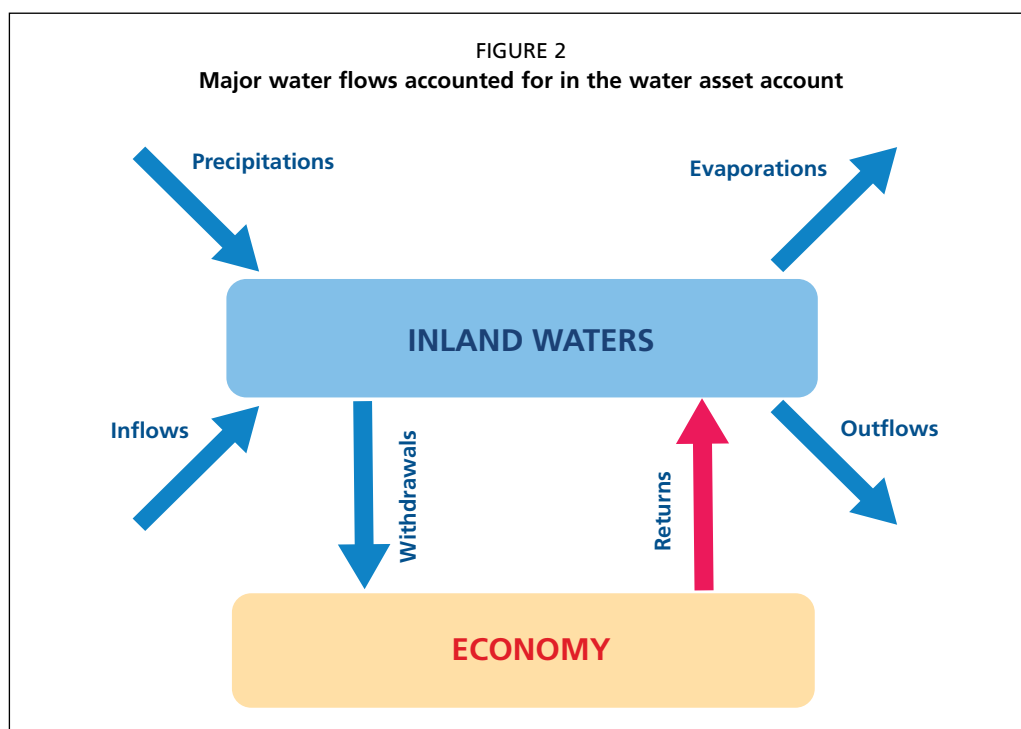 FIGURE 2
Major water flows accounted for in the water asset account
Precipitations
Evaporations
INLAND WATERS
Inflows
Outflows
Withdrawals
Returns
ECONOMY